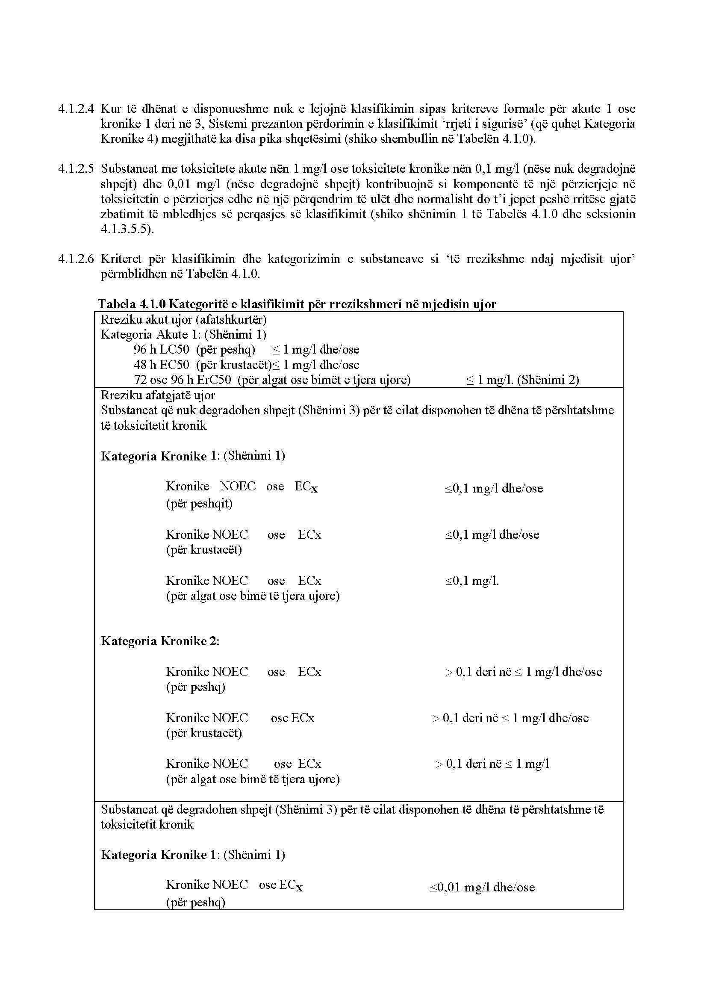 4.1.2.4 Kur të dhënat e disponueshme nuk e lejojnë klasifikimin sipas kritereve formale për akute 1 ose
kronike 1 deri në 3, Sistemi prezanton përdorimin e klasifikimit ‘rrjeti i sigurisë’ (që quhet Kategoria
Kronike 4) megjithatë ka disa pika shqetësimi (shiko shembullin në Tabelën 4.1.0).
4.1.2.5 Substancat me toksicitete akute nën 1 mg/l ose toksicitete kronike nën 0,1 mg/l (nëse nuk degradojnë
shpejt) dhe 0,01 mg/l (nëse degradojnë shpejt) kontribuojnë si komponentë të një përzierjeje në
toksicitetin e përzierjes edhe në një përqendrim të ulët dhe normalisht do t’i jepet peshë rritëse gjatë
zbatimit të mbledhjes së perqasjes së klasifikimit (shiko shënimin 1 të Tabelës 4.1.0 dhe seksionin
4.1.3.5.5).
4.1.2.6 Kriteret për klasifikimin dhe kategorizimin e substancave si ‘të rrezikshme ndaj mjedisit ujor’
përmblidhen në Tabelën 4.1.0.
Tabela 4.1.0 Kategoritë e klasifikimit për rrezikshmeri në mjedisin ujor
Rreziku akut ujor (afatshkurtër)
Kategoria Akute 1: (Shënimi 1)
96 h LC50 (për peshq) ≤ 1 mg/l dhe/ose
48 h EC50 (për krustacët)≤ 1 mg/l dhe/ose
72 ose 96 h ErC50 (për algat ose bimët e tjera ujore) ≤ 1 mg/l. (Shënimi 2)
Rreziku afatgjatë ujor
Substancat që nuk degradohen shpejt (Shënimi 3) për të cilat disponohen të dhëna të përshtatshme
të toksicitetit kronik
Kategoria Kronike 1: (Shënimi 1)
Kronike NOEC ose ECx ≤0,1 mg/l dhe/ose
(për peshqit)
Kronike NOEC ose ECx ≤0,1 mg/l dhe/ose
(për krustacët)
Kronike NOEC ose ECx ≤0,1 mg/l.
(për algat ose bimë të tjera ujore)
Kategoria Kronike 2:
Kronike NOEC ose ECx > 0,1 deri në ≤ 1 mg/l dhe/ose
(për peshq)
Kronike NOEC ose ECx > 0,1 deri në ≤ 1 mg/l dhe/ose
(për krustacët)
Kronike NOEC ose ECx > 0,1 deri në ≤ 1 mg/l
(për algat ose bimë të tjera ujore)
Substancat që degradohen shpejt (Shënimi 3) për të cilat disponohen të dhëna të përshtatshme të
toksicitetit kronik
Kategoria Kronike 1: (Shënimi 1)
Kronike NOEC ose ECx ≤0,01 mg/l dhe/ose
(për peshq)